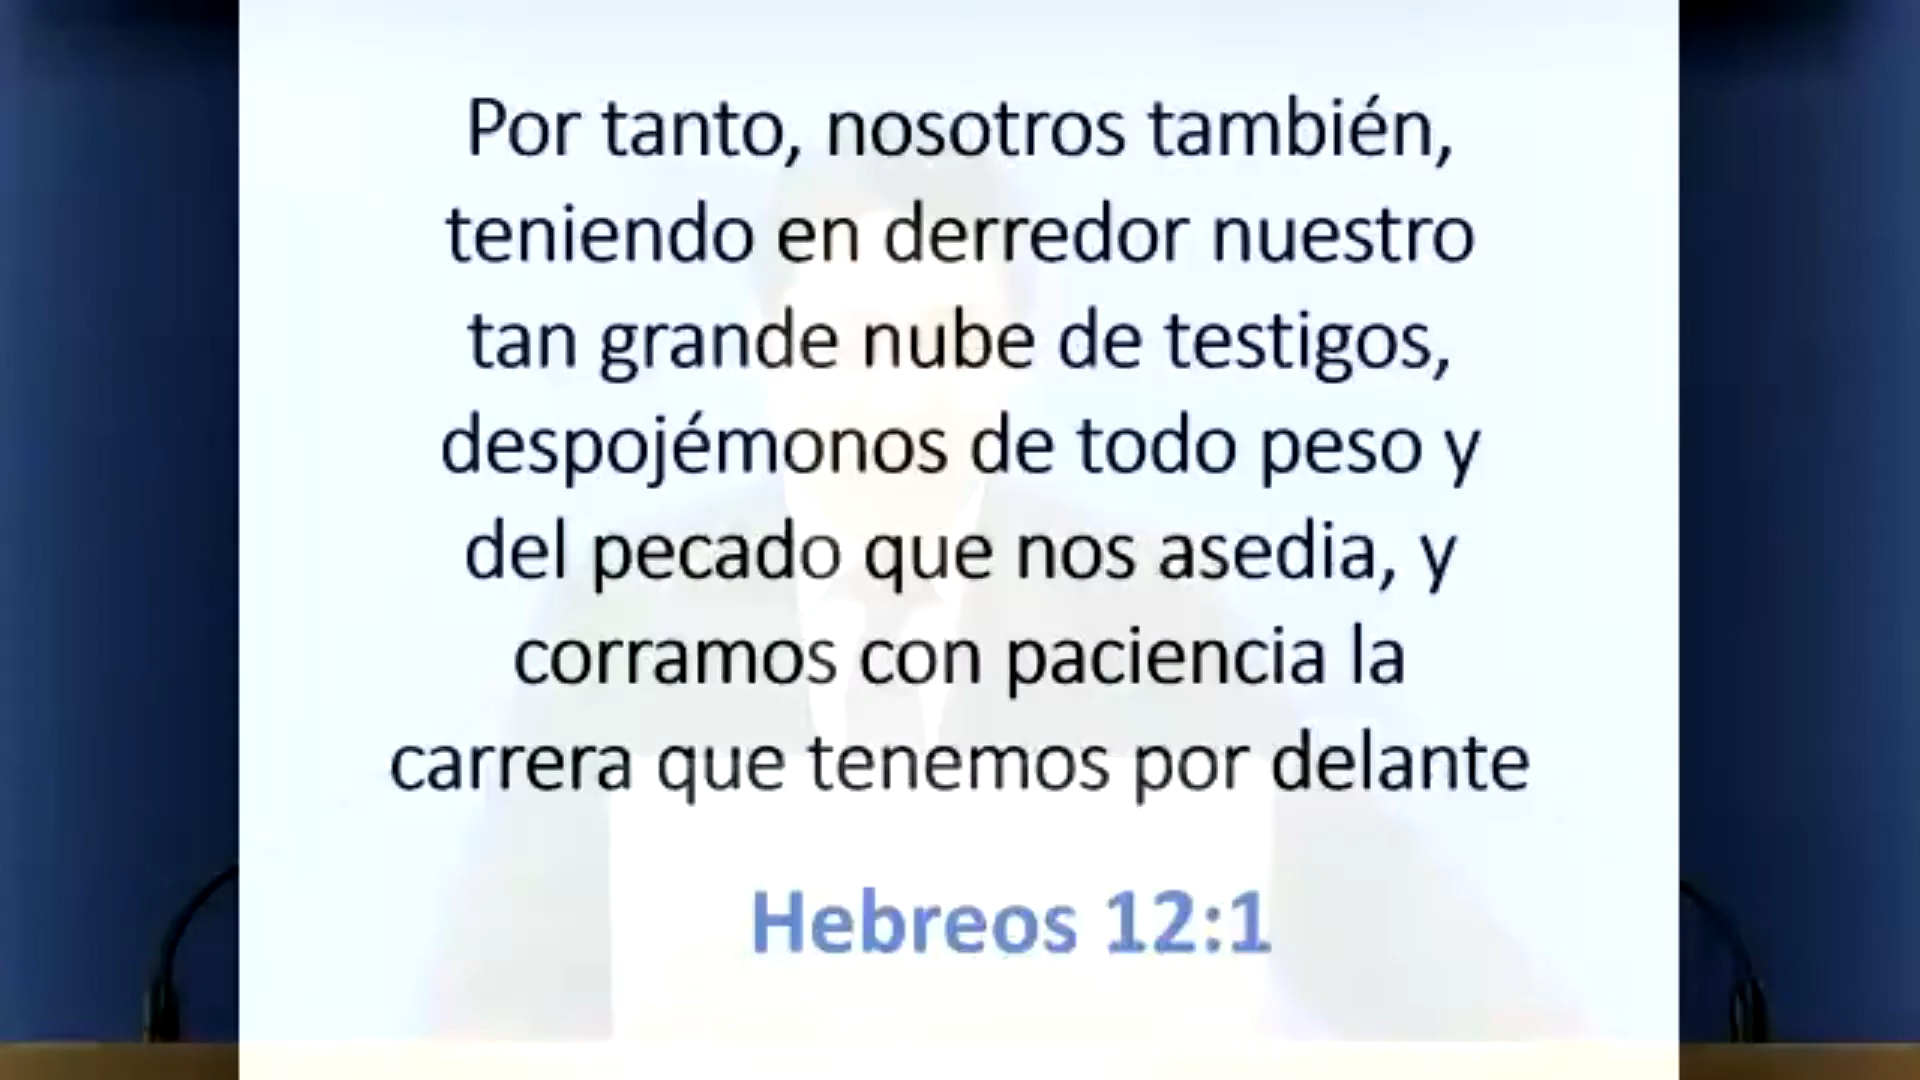 Por tanto, nosotros también,
teniendo en derredor nuestro
tan grande nube de testigos,
despojémonos de todo peso y
del pecado que nos asedia, y
corramos con paciencia la
carrera que tenemos por delante
Hebreos 12:1